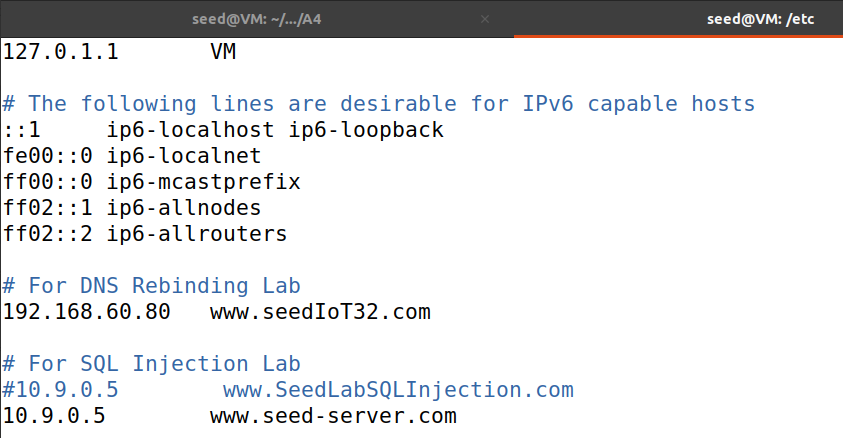 seed@VM: ~/.../A4 × seed@VM: /etc
127.0.1.1 VM
# The following lines are desirable for IPv6 capable hosts
::1 ip6-localhost ip6-loopback
fe00::0 ip6-localnet
ff00::0 ip6-mcastprefix
ff02::1 ip6-allnodes
ff02::2 ip6-allrouters
# For DNS Rebinding Lab
192.168.60.80 www.seedIoT32.com
# For SQL Injection Lab
#10.9.0.5 www.SeedLabSQLInjection.com
10.9.0.5 www.seed-server.com